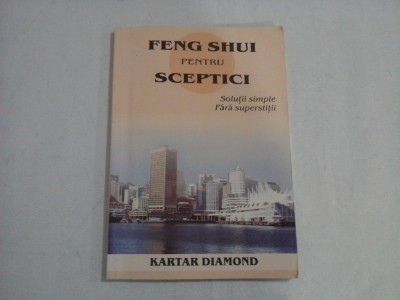 FENG SHUI
PENTRU
SCEPTICI
Soluții simple
Fără superstiții
KARTAR DIAMOND